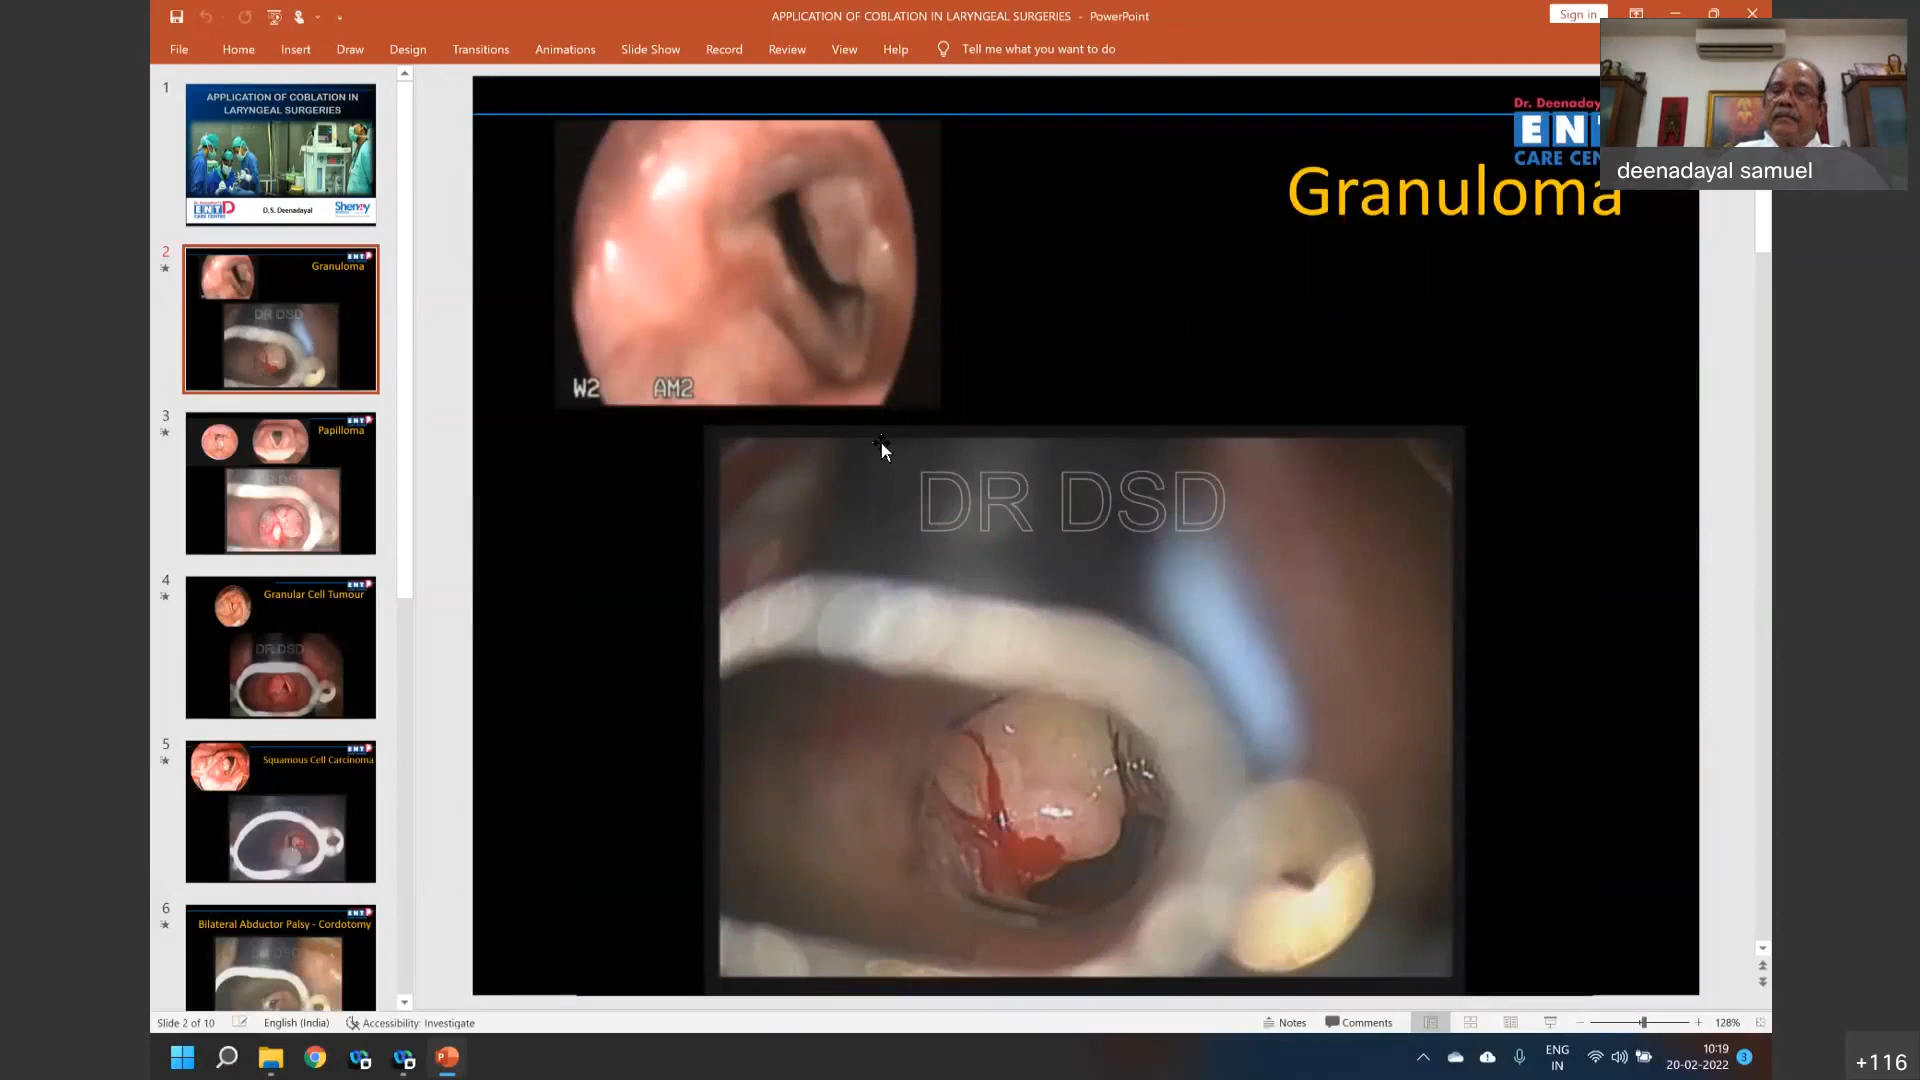 APPLICATION OF COBLATION IN LARYNGEAL SURGERIES - PowerPoint
Sign in
File Home Insert Draw Design Transitions Animations Slide Show Record Review View Help Tell me what you want to do
1
APPLICATION OF COBLATION IN
LARYNGEAL SURGERIES
D.S. Deenadayal
2
Granuloma
DR DSD
3
Papilloma
4
Granular Cell Tumour
DR DSD
5
Squamous Cell Carcinoma
6
Bilateral Abductor Palsy - Cordotomy
Dr. Deenaday
ENT
CARE CEN
deenadayal samuel
Granuloma
W2 AM2
DR DSD
Slide 2 of 10 English (India) Accessibility: Investigate Notes Comments 128%
ENG
IN
10:19
20-02-2022
3
+116